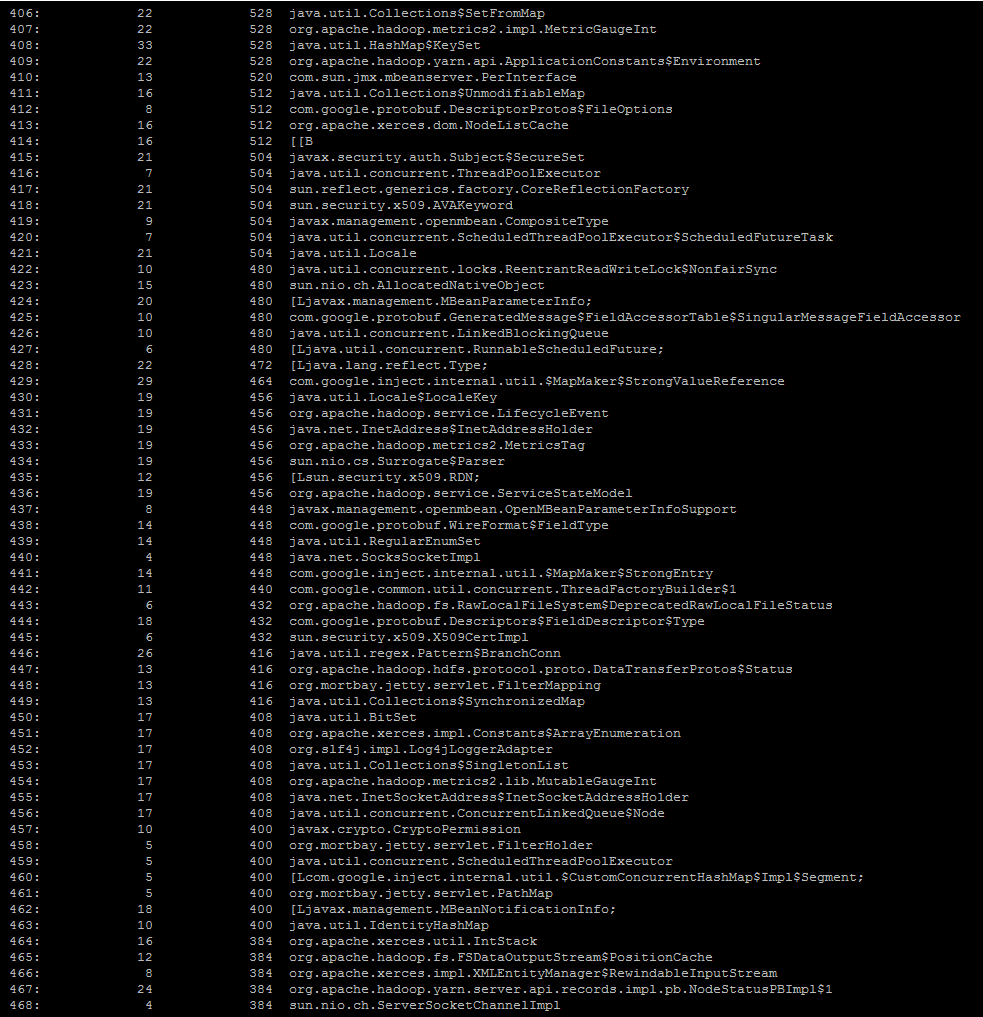 406: 22 528 java.util.Collections$SetFromMap
407: 22 528 org.apache.hadoop.metrics2.impl.MetricGaugeInt
408: 33 528 java.util.HashMap$KeySet
409: 22 528 org.apache.hadoop.yarn.api.ApplicationConstants$Environment
410: 13 520 com.sun.jmx.mbeanserver.PerInterface
411: 16 512 java.util.Collections$UnmodifiableMap
412: 8 512 com.google.protobuf.DescriptorProtos$FileOptions
413: 16 512 org.apache.xerces.dom.NodeListCache
414: 16 512 [[B
415: 21 504 javax.security.auth.Subject$SecureSet
416: 7 504 java.util.concurrent.ThreadPoolExecutor
417: 21 504 sun.reflect.generics.factory.CoreReflectionFactory
418: 21 504 sun.security.x509.AVAKeyword
419: 9 504 javax.management.openmbean.CompositeType
420: 7 504 java.util.concurrent.ScheduledThreadPoolExecutor$ScheduledFutureTask
421: 21 504 java.util.Locale
422: 10 480 java.util.concurrent.locks.ReentrantReadWriteLock$NonfairSync
423: 15 480 sun.nio.ch.AllocatedNativeObject
424: 20 480 [Ljavax.management.MBeanParameterInfo;
425: 10 480 com.google.protobuf.GeneratedMessage$FieldAccessorTable$SingularMessageFieldAccessor
426: 10 480 java.util.concurrent.LinkedBlockingQueue
427: 6 480 [Ljava.util.concurrent.RunnableScheduledFuture;
428: 22 472 [Ljava.lang.reflect.Type;
429: 29 464 com.google.inject.internal.util.$MapMaker$StrongValueReference
430: 19 456 java.util.Locale$LocaleKey
431: 19 456 org.apache.hadoop.service.LifecycleEvent
432: 19 456 java.net.InetAddress$InetAddressHolder
433: 19 456 org.apache.hadoop.metrics2.MetricsTag
434: 19 456 sun.nio.cs.Surrogate$Parser
435: 12 456 [Lsun.security.x509.RDN;
436: 19 456 org.apache.hadoop.service.ServiceStateModel
437: 8 448 javax.management.openmbean.OpenMBeanParameterInfoSupport
438: 14 448 com.google.protobuf.WireFormat$FieldType
439: 14 448 java.util.RegularEnumSet
440: 4 448 java.net.SocksSocketImpl
441: 14 448 com.google.inject.internal.util.$MapMaker$StrongEntry
442: 11 440 com.google.common.util.concurrent.ThreadFactoryBuilder$1
443: 6 432 org.apache.hadoop.fs.RawLocalFileSystem$DeprecatedRawLocalFileStatus
444: 18 432 com.google.protobuf.Descriptors$FieldDescriptor$Type
445: 6 432 sun.security.x509.X509CertImpl
446: 26 416 java.util.regex.Pattern$BranchConn
447: 13 416 org.apache.hadoop.hdfs.protocol.proto.DataTransferProtos$Status
448: 13 416 org.mortbay.jetty.servlet.FilterMapping
449: 13 416 java.util.Collections$SynchronizedMap
450: 17 408 java.util.BitSet
451: 17 408 org.apache.xerces.impl.Constants$ArrayEnumeration
452: 17 408 org.slf4j.impl.Log4jLoggerAdapter
453: 17 408 java.util.Collections$SingletonList
454: 17 408 org.apache.hadoop.metrics2.lib.MutableGaugeInt
455: 17 408 java.net.InetSocketAddress$InetSocketAddressHolder
456: 17 408 java.util.concurrent.ConcurrentLinkedQueue$Node
457: 10 400 javax.crypto.CryptoPermission
458: 5 400 org.mortbay.jetty.servlet.FilterHolder
459: 5 400 java.util.concurrent.ScheduledThreadPoolExecutor
460: 5 400 [Lcom.google.inject.internal.util.$CustomConcurrentHashMap$Impl$Segment;
461: 5 400 org.mortbay.jetty.servlet.PathMap
462: 18 400 [Ljavax.management.MBeanNotificationInfo;
463: 10 400 java.util.IdentityHashMap
464: 16 384 org.apache.xerces.util.IntStack
465: 12 384 org.apache.hadoop.fs.FSDataOutputStream$PositionCache
466: 8 384 org.apache.xerces.impl.XMLEntityManager$RewindableInputStream
467: 24 384 org.apache.hadoop.yarn.server.api.records.impl.pb.NodeStatusPBImpl$1
468: 4 384 sun.nio.ch.ServerSocketChannelImpl